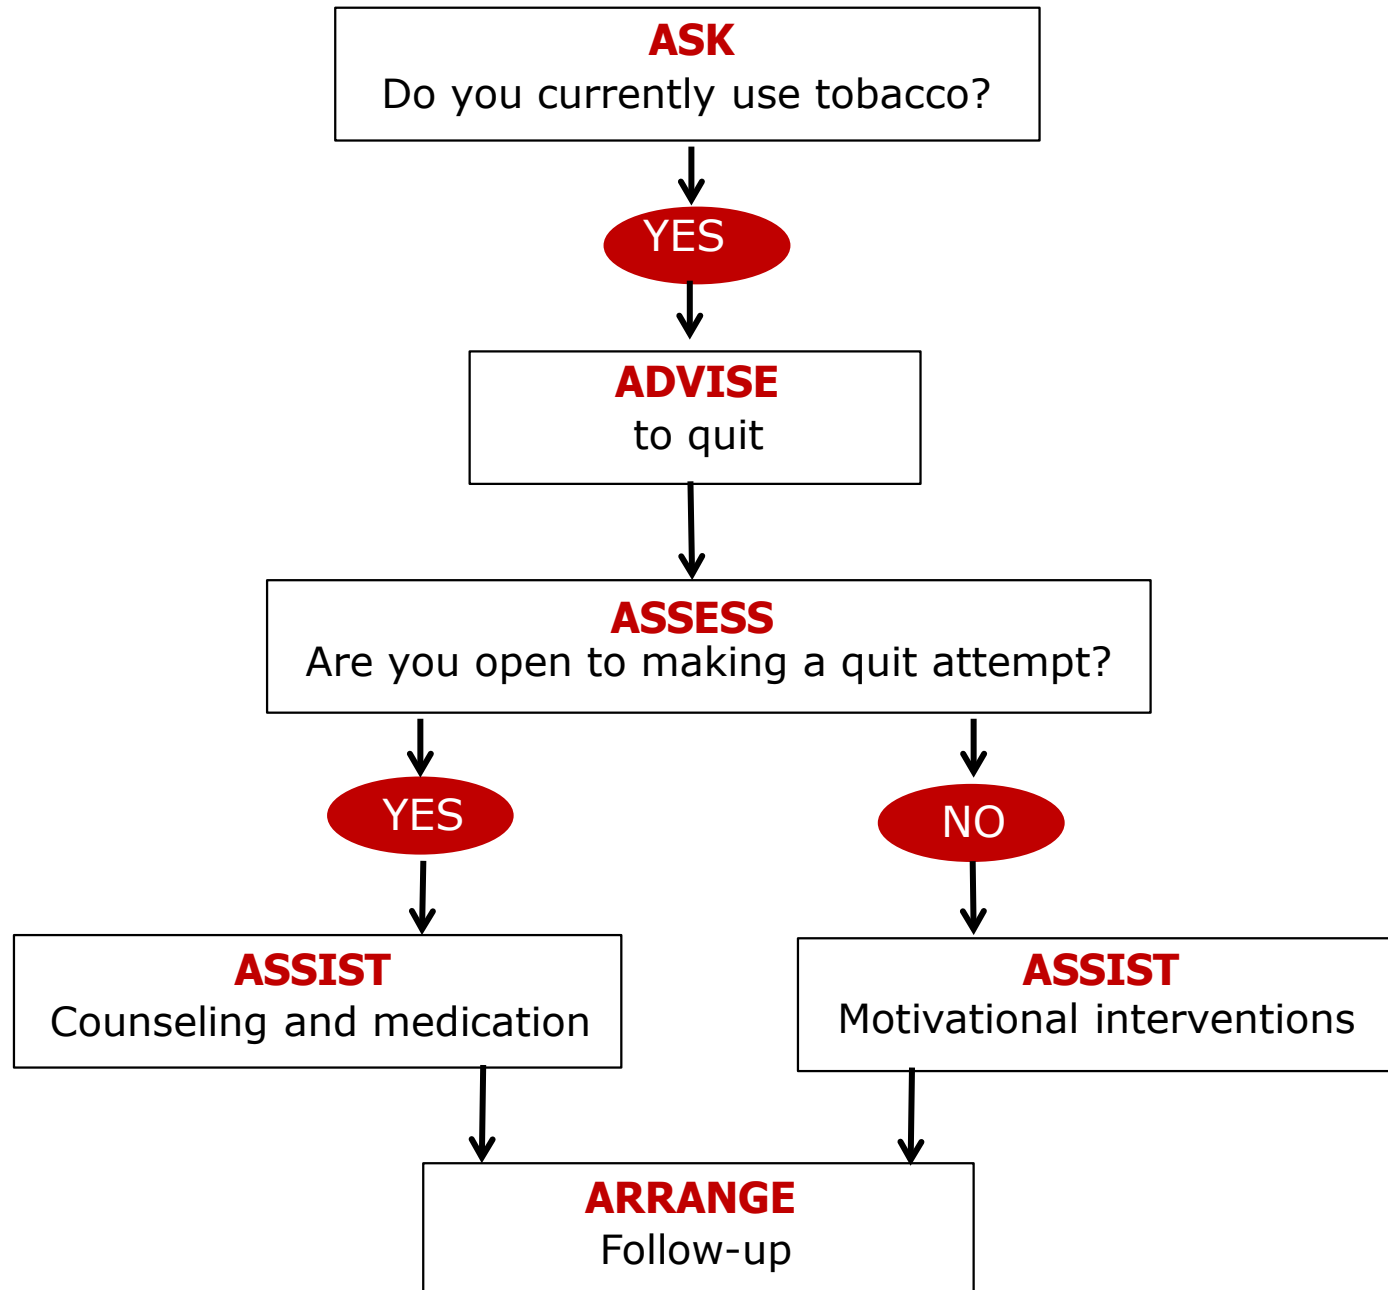 ASK
Do you currently use tobacco?
YES
ADVISE
to quit
ASSESS
Are you open to making a quit attempt?
YES
NO
ASSIST
Counseling and medication
ASSIST
Motivational interventions
ARRANGE
Follow-up